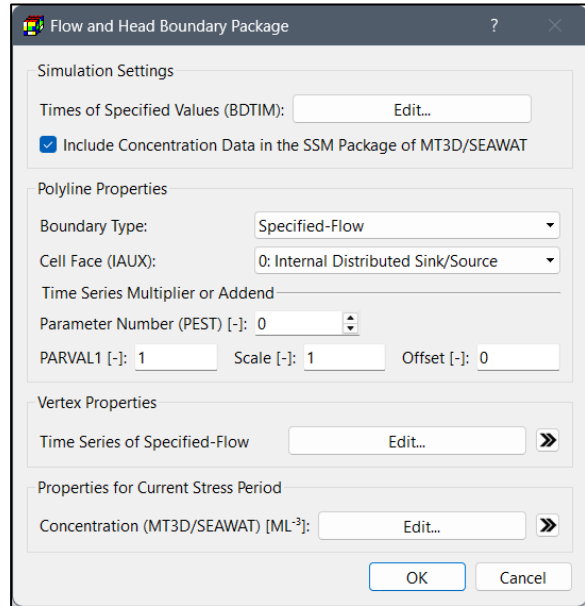 Flow and Head Boundary Package ?
Simulation Settings
Times of Specified Values (BDTIM): Edit...
Include Concentration Data in the SSM Package of MT3D/SEAWAT
Polyline Properties
Boundary Type: Specified-Flow
Cell Face (IAUX): 0: Internal Distributed Sink/Source
Time Series Multiplier or Addend
Parameter Number (PEST) [-]: 0
PARVAL1 [-]: 1 Scale [-]: 1 Offset [-]: 0
Vertex Properties
Time Series of Specified-Flow Edit...
Properties for Current Stress Period
Concentration (MT3D/SEAWAT) [ML⁻³]: Edit...
OK Cancel